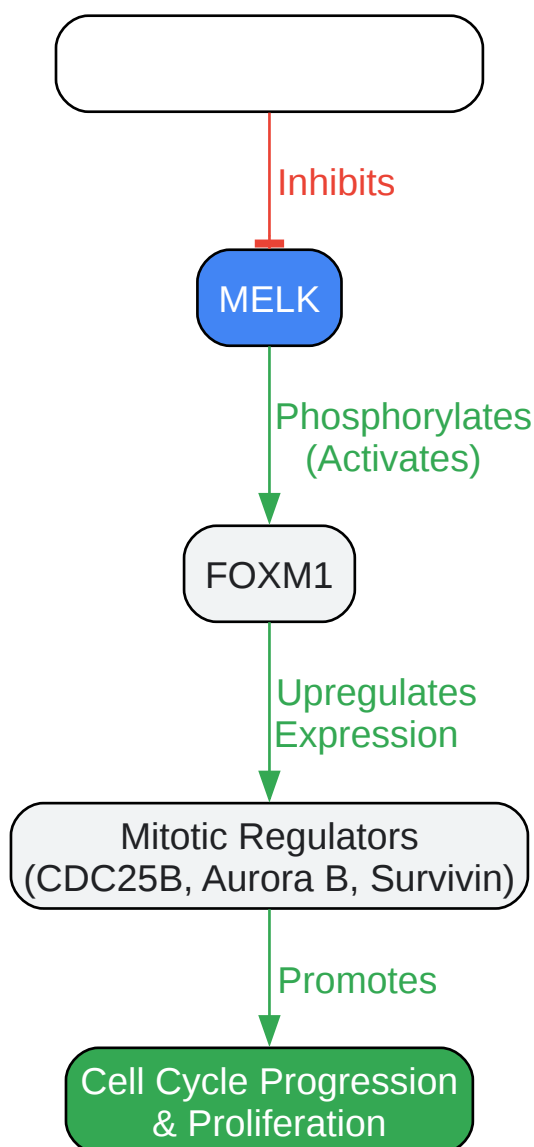 Inhibits
MELK
Phosphorylates
(Activates)
FOXM1
Upregulates
Expression
Mitotic Regulators
(CDC25B, Aurora B, Survivin)
Promotes
Cell Cycle Progression
& Proliferation